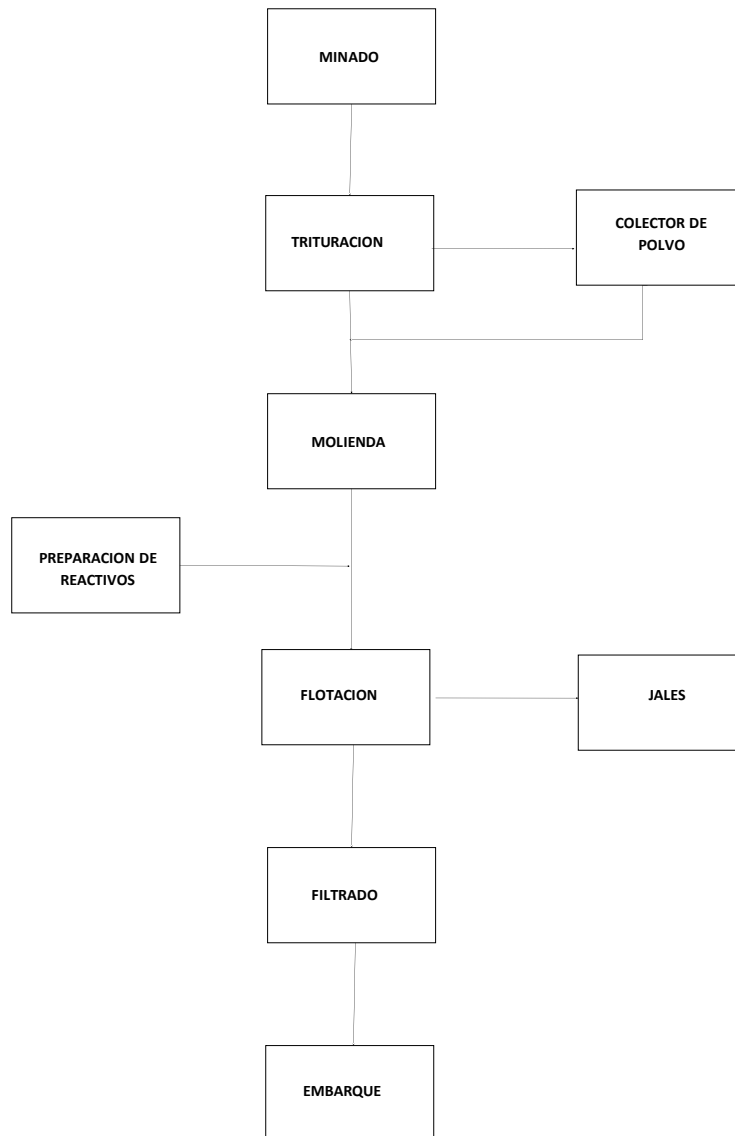 MINADO
TRITURACION
COLECTOR DE
POLVO
MOLIENDA
PREPARACION DE
REACTIVOS
FLOTACION
JALES
FILTRADO
EMBARQUE